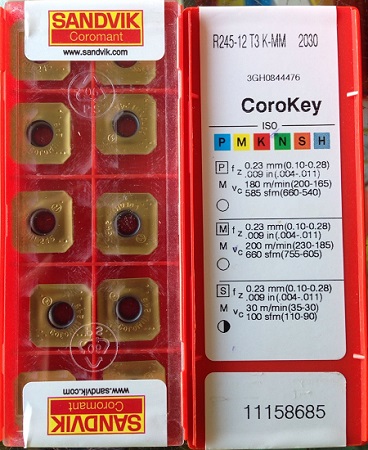 SANDVIK
Coromant
www.sandvik.com
www.sandvik.com
Coromant
SANDVIK
R245-12 T3 K-MM 2030
3GH0844476
CoroKey
ISO
P M K N S H
P f z 0.23 mm(0.10-0.28)
.009 in(.004-.011)
M v c 180 m/min(200-165)
585 sfm(660-540)
M f z 0.23 mm(0.10-0.28)
.009 in(.004-.011)
M v c 200 m/min(230-185)
660 sfm(755-605)
S f z 0.23 mm(0.10-0.28)
.009 in(.004-.011)
M v c 30 m/min(35-30)
100 sfm(110-90)
11158685